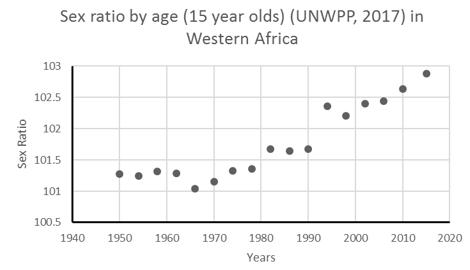 Sex ratio by age (15 year olds) (UNWPP, 2017) in
Western Africa
103
102.5
102
101.5
101
100.5
Sex Ratio
1940 1950 1960 1970 1980 1990 2000 2010 2020
Years